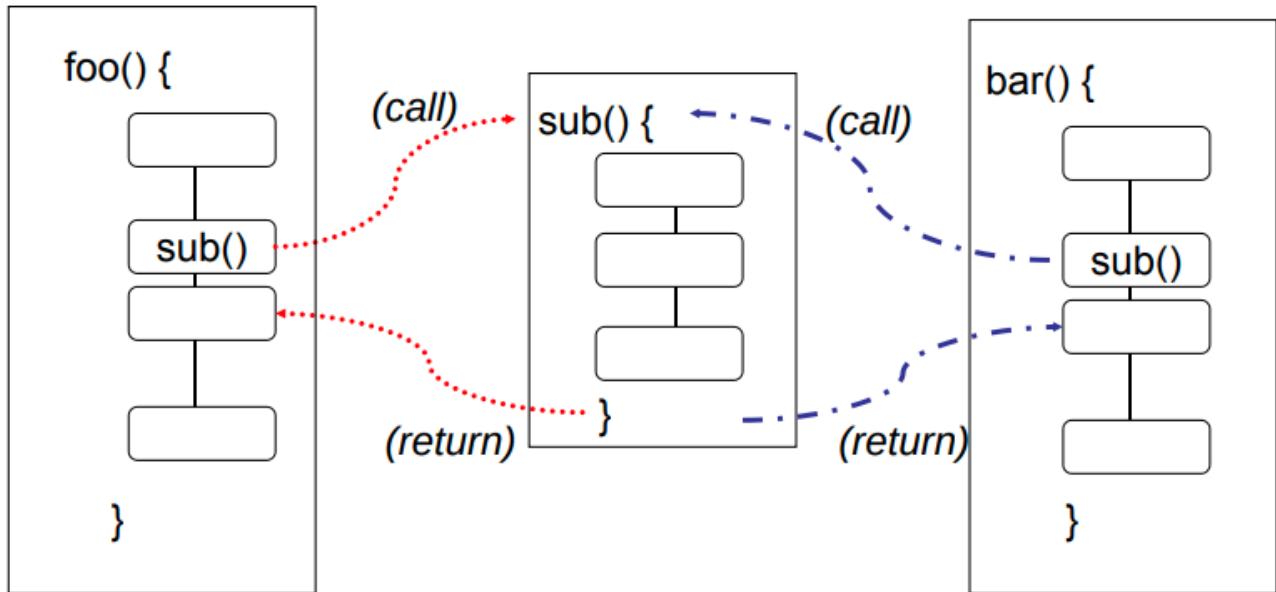 foo() {
sub()
}
(call)
(return)
sub() {
}
(call)
(return)
bar() {
sub()
}